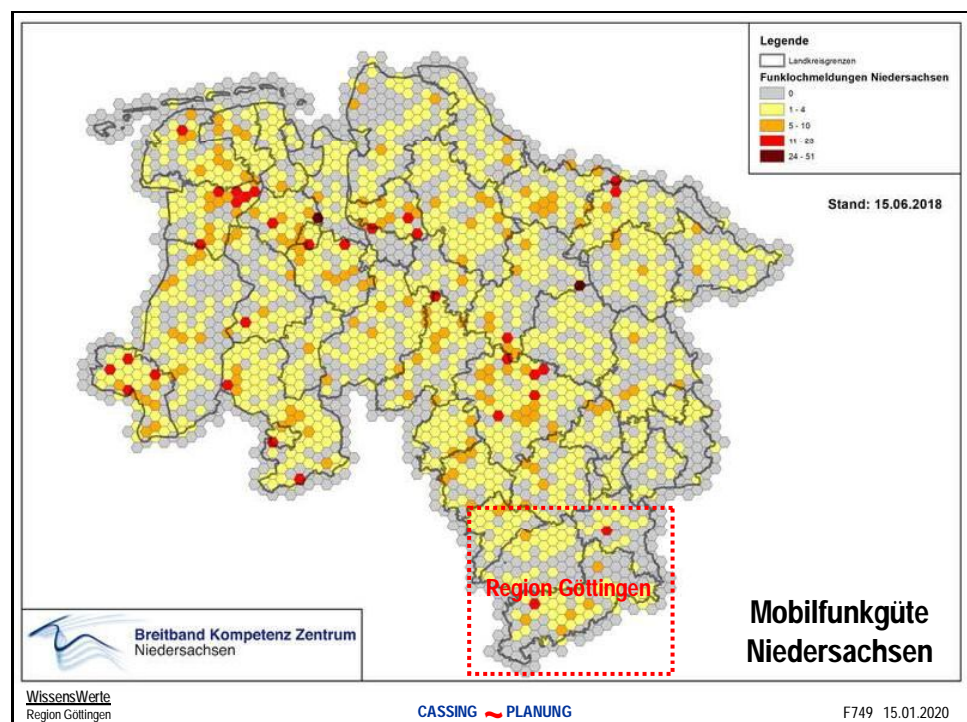 Legende
Landkreisgrenzen
Funklochmeldungen Niedersachsen
0
1 - 4
5 - 10
11 - 23
24 - 51
Stand: 15.06.2018
Region Göttingen
Breitband Kompetenz Zentrum
Niedersachsen
Mobilfunkgüte
Niedersachsen
WissensWerte
Region Göttingen
CASSING ~ PLANUNG
F749 15.01.2020